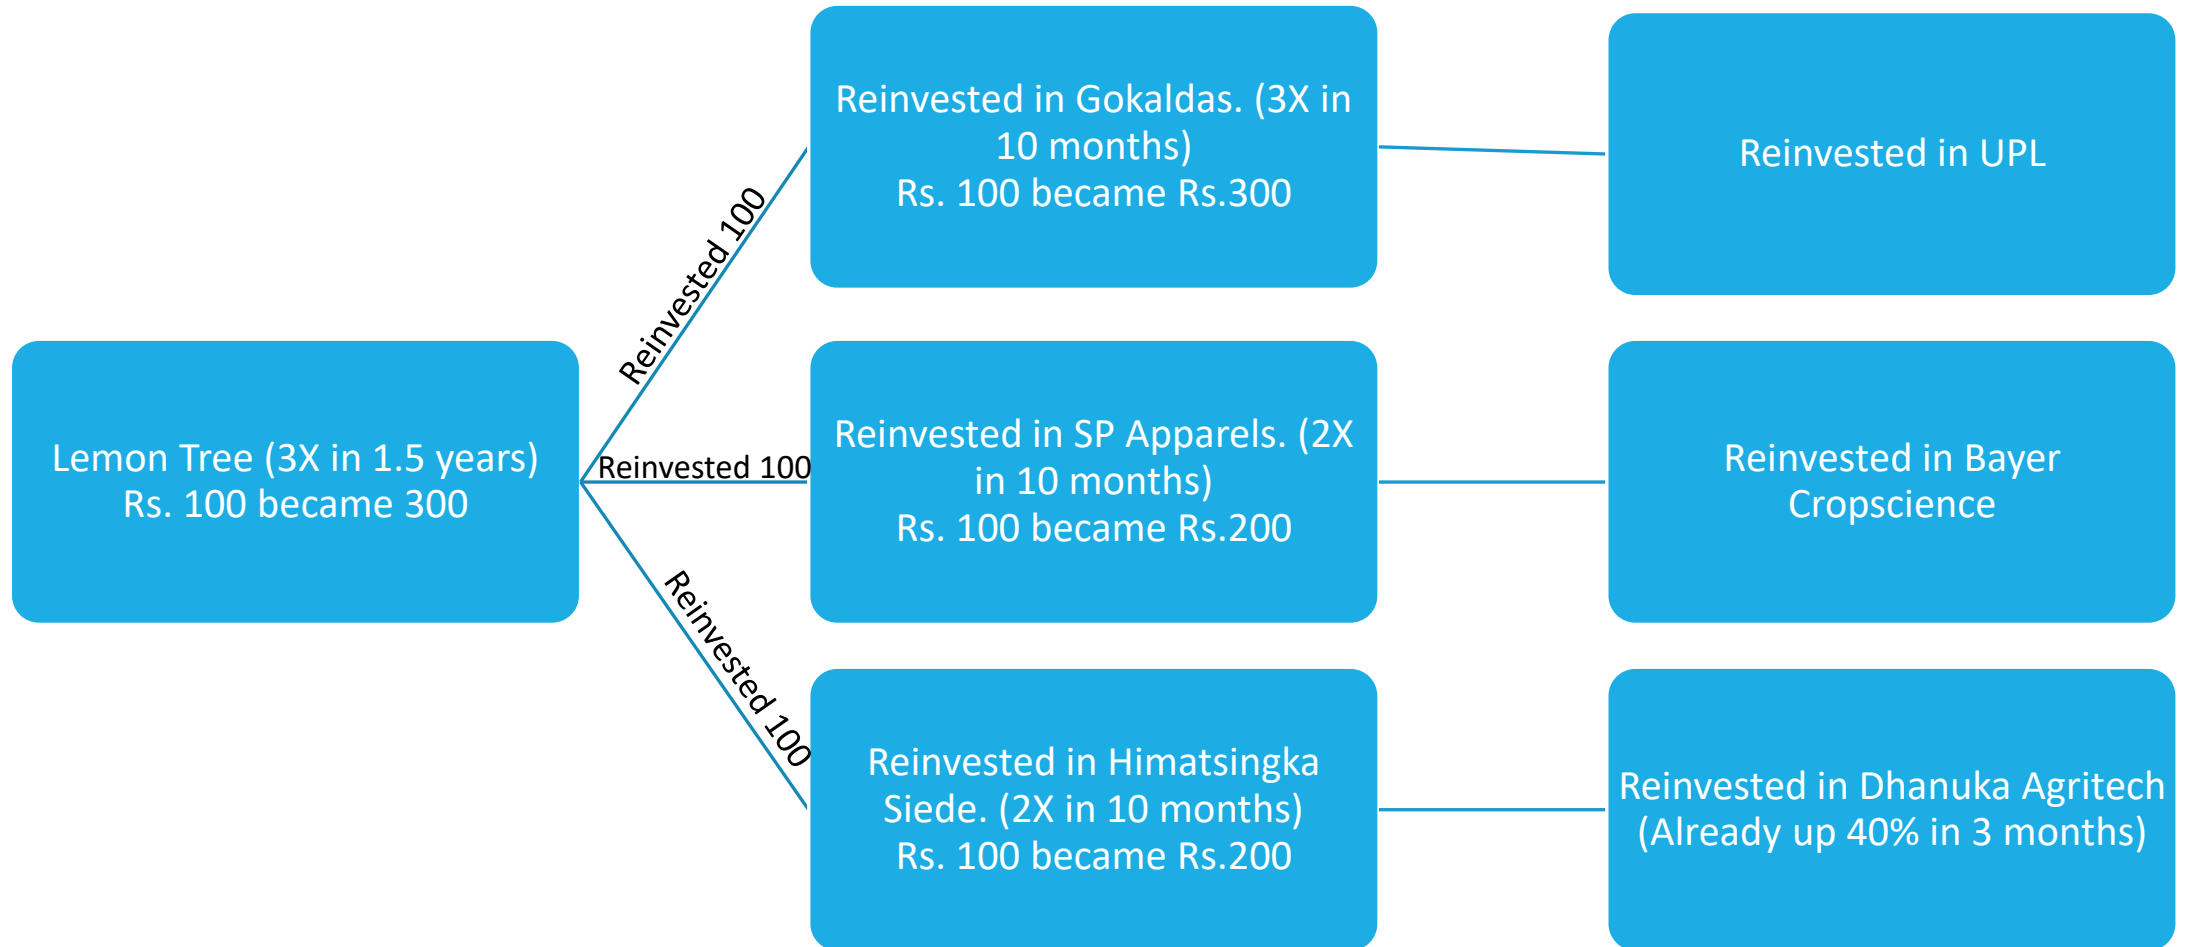 Lemon Tree (3X in 1.5 years)
Rs. 100 became 300
Reinvested 100
Reinvested in Gokaldas. (3X in
10 months)
Rs. 100 became Rs.300
Reinvested in UPL
Reinvested 100
Reinvested in SP Apparels. (2X
in 10 months)
Rs. 100 became Rs.200
Reinvested in Bayer
Cropscience
Reinvested 100
Reinvested in Himatsingka
Siede. (2X in 10 months)
Rs. 100 became Rs.200
Reinvested in Dhanuka Agritech
(Already up 40% in 3 months)